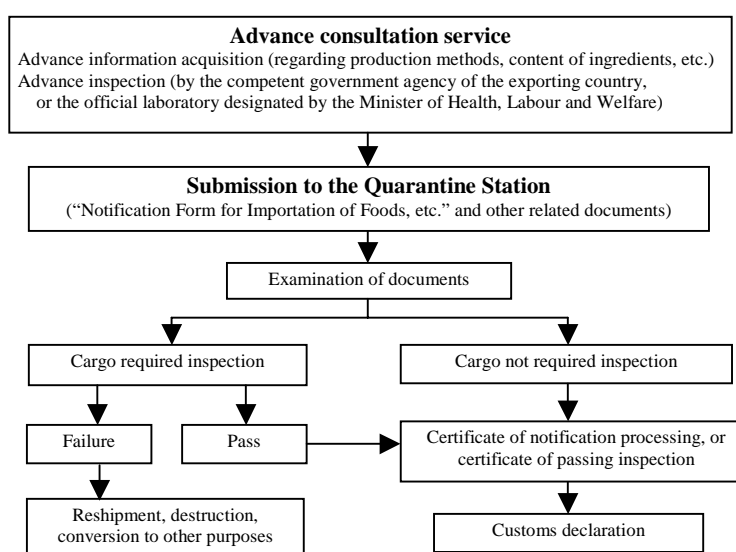 Advance consultation service
Advance information acquisition (regarding production methods, content of ingredients, etc.)
Advance inspection (by the competent government agency of the exporting country,
or the official laboratory designated by the Minister of Health, Labour and Welfare)
Submission to the Quarantine Station
(“Notification Form for Importation of Foods, etc.” and other related documents)
Examination of documents
Cargo required inspection
Cargo not required inspection
Failure
Pass
Certificate of notification processing, or
certificate of passing inspection
Reshipment, destruction,
conversion to other purposes
Customs declaration